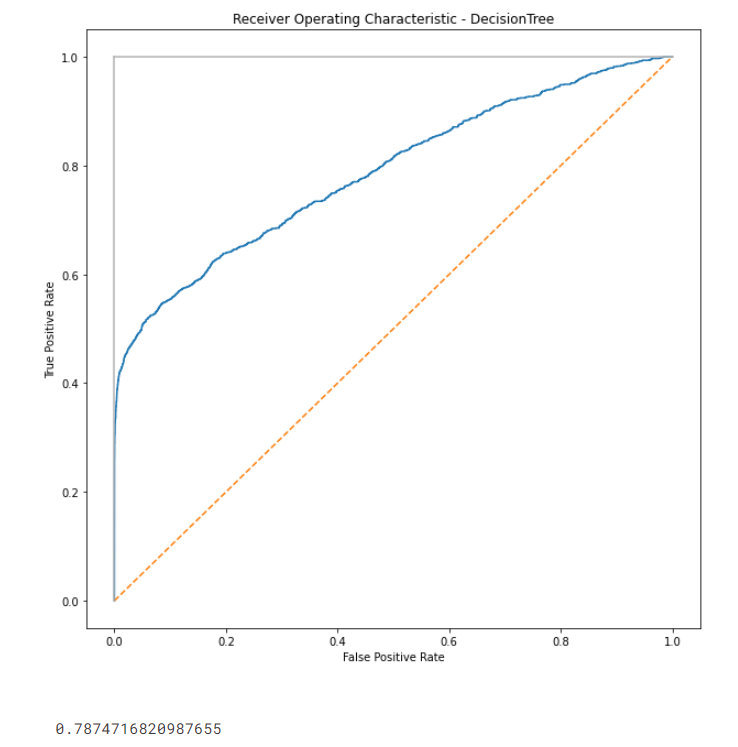 Receiver Operating Characteristic - DecisionTree
1.0
0.8
0.6
0.4
0.2
0.0
True Positive Rate
0.0 0.2 0.4 0.6 0.8 1.0
False Positive Rate
0.7874716820987655